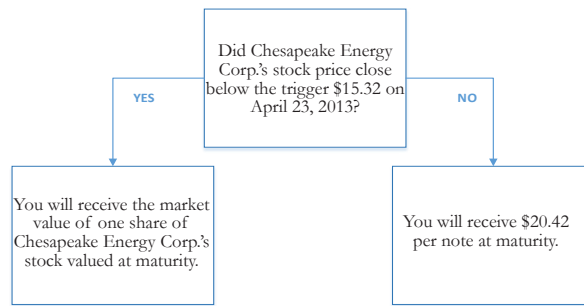 Did Chesapeake Energy
Corp.'s stock price close
below the trigger $15.32 on
April 23, 2013?
YES
NO
You will receive the market
value of one share of
Chesapeake Energy Corp.'s
stock valued at maturity.
You will receive $20.42
per note at maturity.